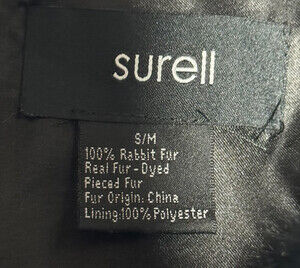 surell
S/M
100% Rabbit Fur
Real Fur - Dyed
Pieced Fur
Fur Origin: China
Lining:100% Polyester